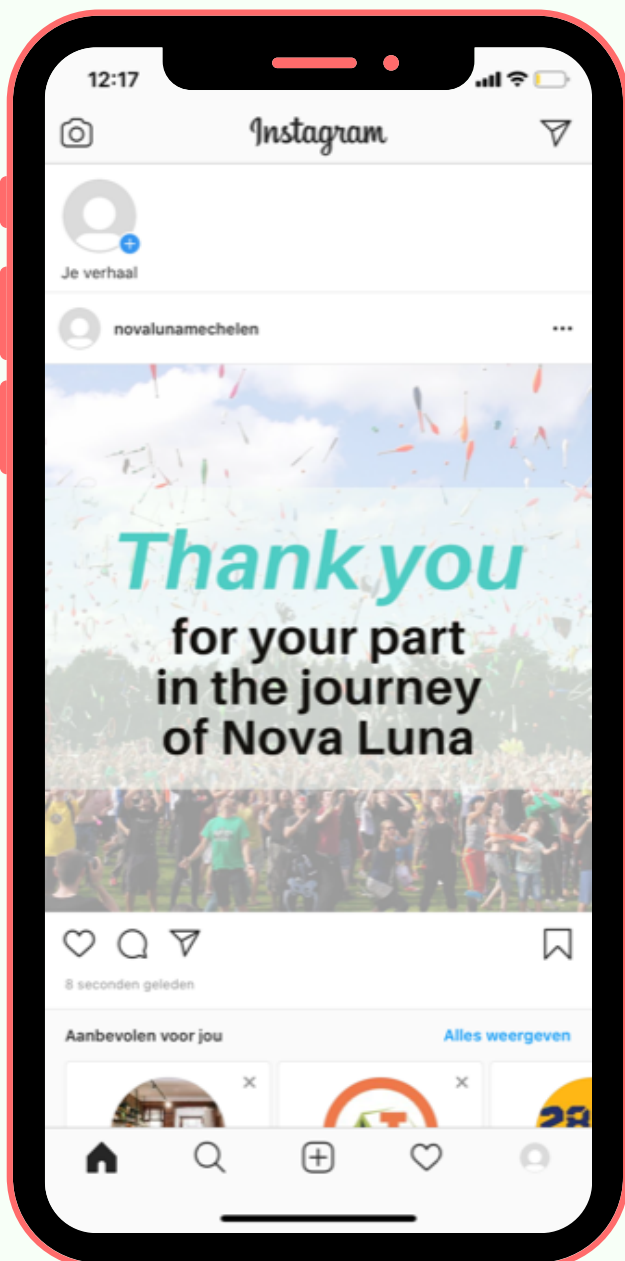 12:17
Instagram
Je verhaal
novalunamechelen
Thank you
for your part
in the journey
of Nova Luna
8 seconden geleden
Aanbevolen voor jou
Alles weergeven
28